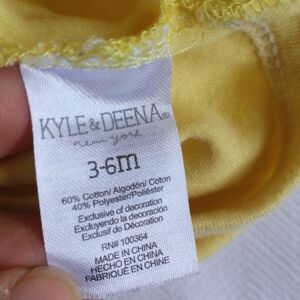 KYLE & DEENA®
new york
3-6m
60% Cotton/ Algodón/ Coton
40% Polyester/Poliéster
Exclusive of decoration
Excluyendo la decoración
Exclusif de Décoration
RN# 100364
MADE IN CHINA
HECHO EN CHINA
FABRIQUÉ EN CHINE